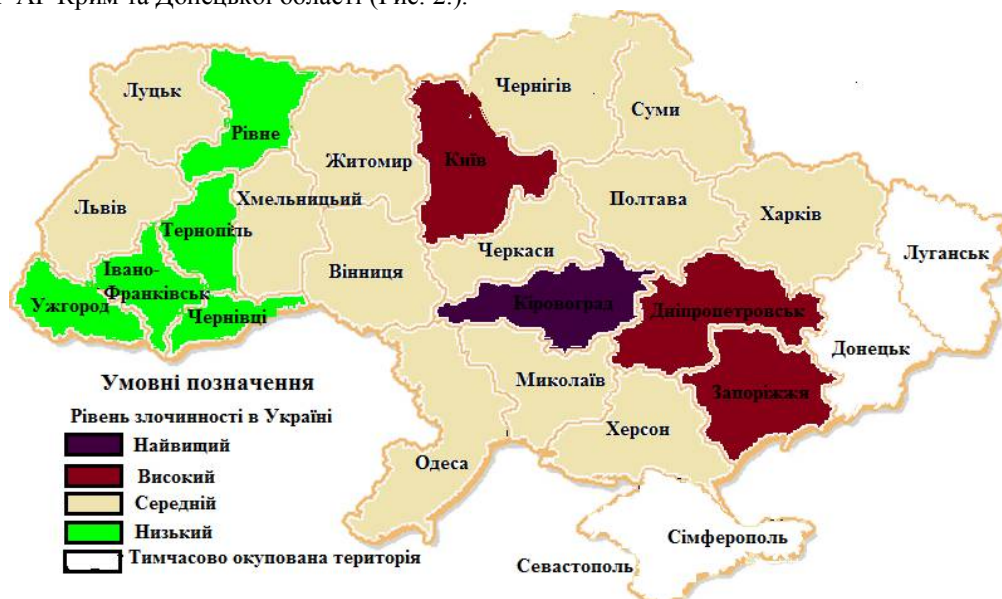 АР Крим та Донецької області (Рис. 2.).
Чернігів
Луцьк
Суми
Рівне
Житомир
Київ
Хмельницьий
Полтава
Львів
Харків
Тернопіль
Черкаси
Луганськ
Івано-
Франківськ
Вінниця
Ужгород
Чернівці
Кіровоград
Дніпропетровськ
Донецьк
Миколаїв
Запоріжжя
Херсон
Одеса
Сімферополь
Севастополь
Умовні позначення
Рівень злочинності в Україні
Найвищий
Високий
Середній
Низький
Тимчасово окупована територія